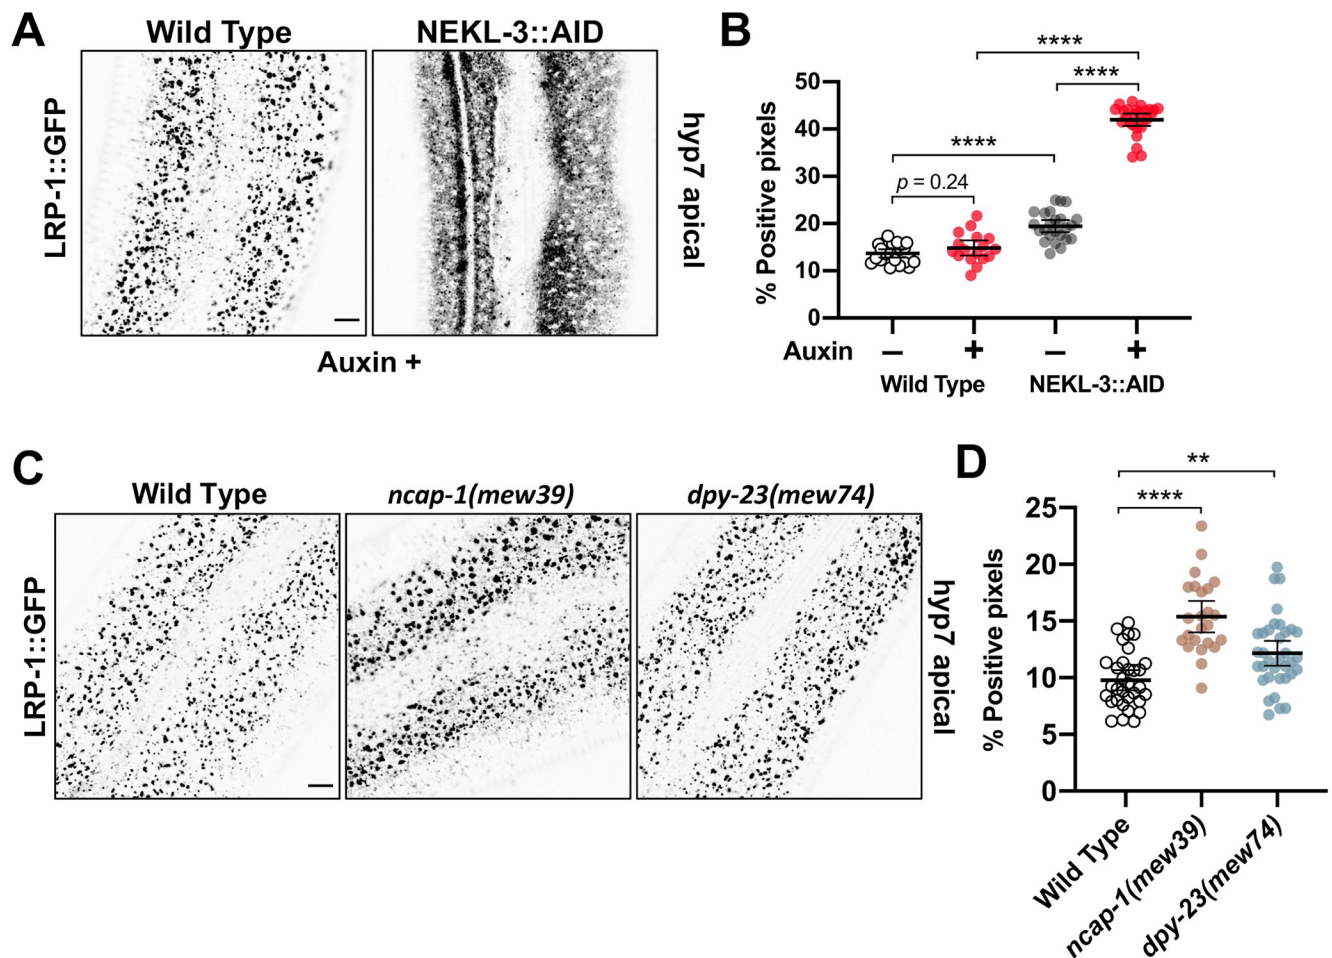 A
Wild Type
NEKL-3::AID
LRP-1::GFP
hyp7 apical
Auxin +
B
****
****
****
p = 0.24
% Positive pixels
50
40
30
20
10
0
Auxin
– + – +
Wild Type
NEKL-3::AID
C
Wild Type
ncap-1(mew39)
dpy-23(mew74)
LRP-1::GFP
hyp7 apical
D
**
****
% Positive pixels
25
20
15
10
5
0
Wild Type
ncap-1(mew39)
dpy-23(mew74)